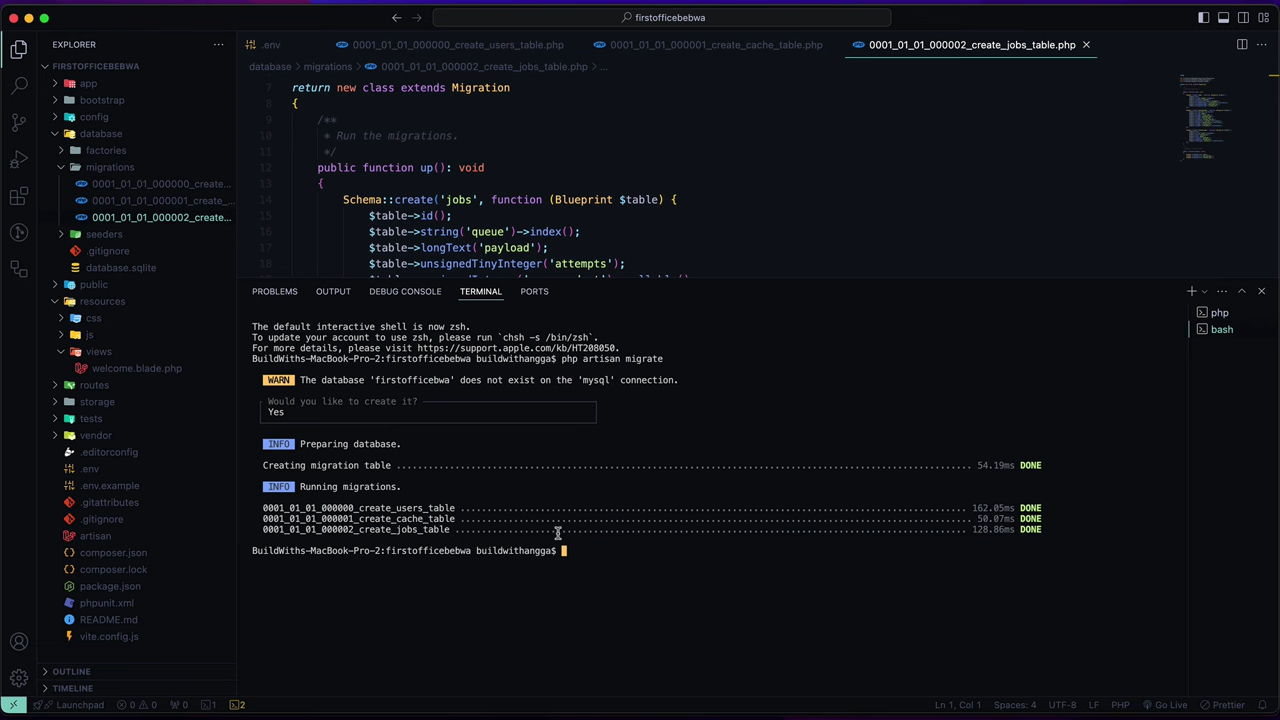 firstofficebebwa
EXPLORER
FIRSTOFFICEBEBWA
app
bootstrap
config
database
factories
migrations
0001_01_01_000000_create...
0001_01_01_000001_create_...
0001_01_01_000002_create...
seeders
.gitignore
database.sqlite
public
resources
css
js
views
welcome.blade.php
routes
storage
tests
vendor
.editorconfig
.env
.env.example
.gitattributes
.gitignore
artisan
composer.json
composer.lock
package.json
phpunit.xml
README.md
vite.config.js
OUTLINE
TIMELINE
.env
0001_01_01_000000_create_users_table.php
0001_01_01_000001_create_cache_table.php
0001_01_01_000002_create_jobs_table.php
database > migrations > 0001_01_01_000002_create_jobs_table.php > ...
7 return new class extends Migration
8 {
9 /**
10 * Run the migrations.
11 */
12 public function up(): void
13 {
14 Schema::create('jobs', function (Blueprint $table) {
15 $table->id();
16 $table->string('queue')->index();
17 $table->longText('payload');
18 $table->unsignedTinyInteger('attempts');
PROBLEMS OUTPUT DEBUG CONSOLE TERMINAL PORTS
php
bash
The default interactive shell is now zsh.
To update your account to use zsh, please run `chsh -s /bin/zsh`.
For more details, please visit https://support.apple.com/kb/HT208050.
BuildWiths-MacBook-Pro-2:firstofficebebwa buildwithangga$ php artisan migrate
WARN The database 'firstofficebwa' does not exist on the 'mysql' connection.
Would you like to create it?
Yes
INFO Preparing database.
Creating migration table ........ 54.19ms DONE
INFO Running migrations.
0001_01_01_000000_create_users_table ........ 162.05ms DONE
0001_01_01_000001_create_cache_table ........ 50.07ms DONE
0001_01_01_000002_create_jobs_table ........ 128.86ms DONE
BuildWiths-MacBook-Pro-2:firstofficebebwa buildwithangga$
Launchpad 0 0 0 1 2 Ln 1, Col 1 Spaces: 4 UTF-8 LF PHP Go Live Prettier